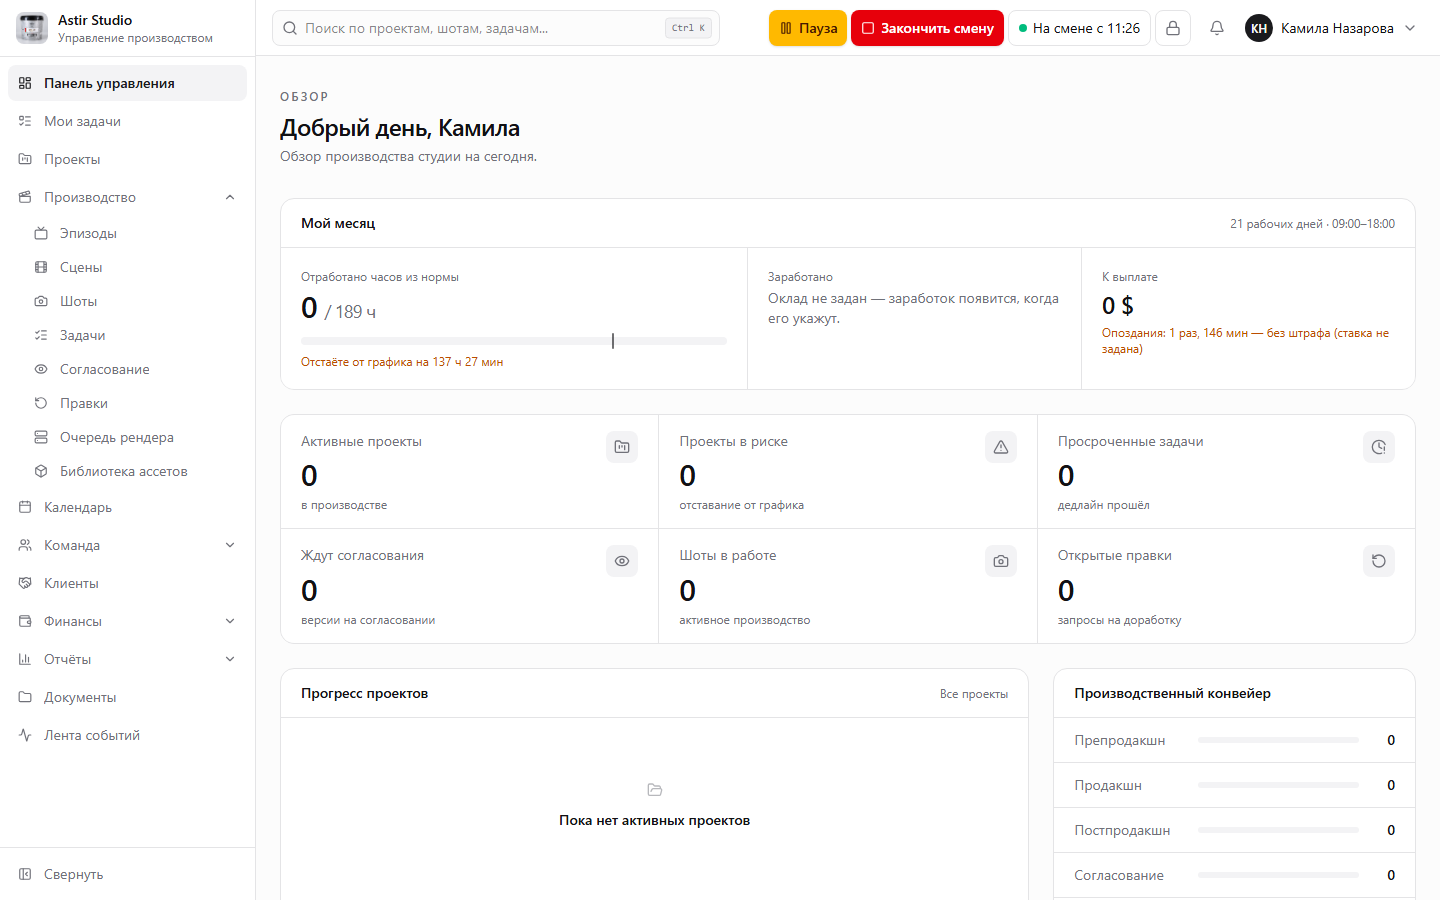 Astir Studio
Управление производством
Поиск по проектам, шотам, задачам...
Ctrl K
Пауза
Закончить смену
На смене с 11:26
КН
Камила Назарова
Панель управления
Мои задачи
Проекты
Производство
Эпизоды
Сцены
Шоты
Задачи
Согласование
Правки
Очередь рендера
Библиотека ассетов
Календарь
Команда
Клиенты
Финансы
Отчёты
Документы
Лента событий
Свернуть
ОБЗОР
Добрый день, Камила
Обзор производства студии на сегодня.
Мой месяц
21 рабочих дней · 09:00–18:00
Отработано часов из нормы
0 / 189 ч
Отстаёте от графика на 137 ч 27 мин
Заработано
Оклад не задан — заработок появится, когда
его укажут.
К выплате
0 $
Опоздания: 1 раз, 146 мин — без штрафа (ставка не
задана)
Активные проекты
0
в производстве
Проекты в риске
0
отставание от графика
Просроченные задачи
0
дедлайн прошёл
Ждут согласования
0
версии на согласовании
Шоты в работе
0
активное производство
Открытые правки
0
запросы на доработку
Прогресс проектов
Все проекты
Пока нет активных проектов
Производственный конвейер
Препродакшн 0
Продакшн 0
Постпродакшн 0
Согласование 0